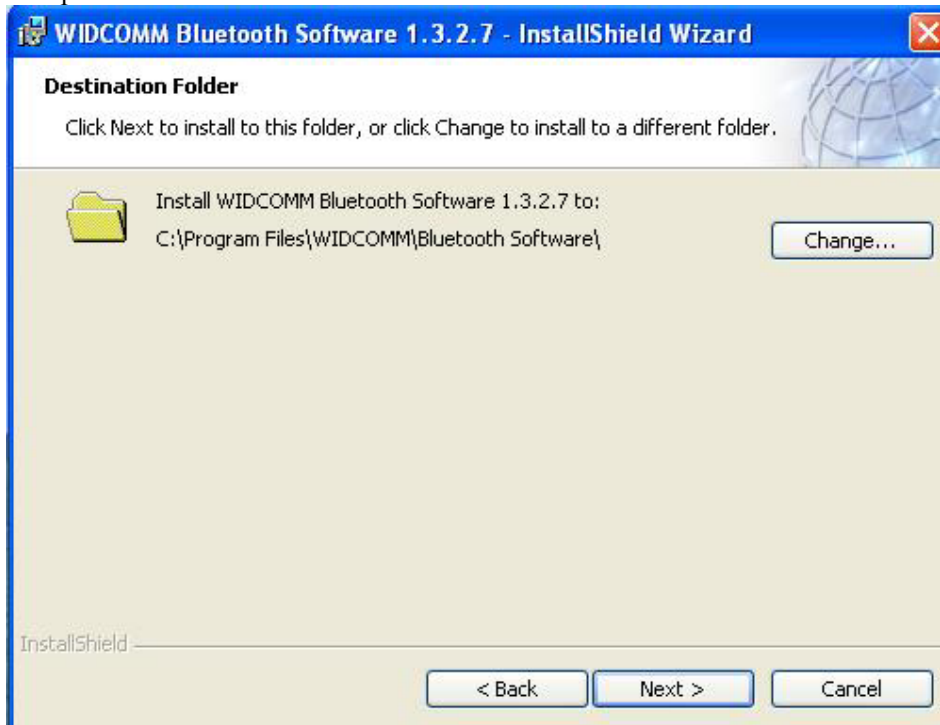 WIDCOMM Bluetooth Software 1.3.2.7 - InstallShield Wizard
Destination Folder
Click Next to install to this folder, or click Change to install to a different folder.
Install WIDCOMM Bluetooth Software 1.3.2.7 to:
C:\Program Files\WIDCOMM\Bluetooth Software\
Change...
InstallShield
< Back
Next >
Cancel